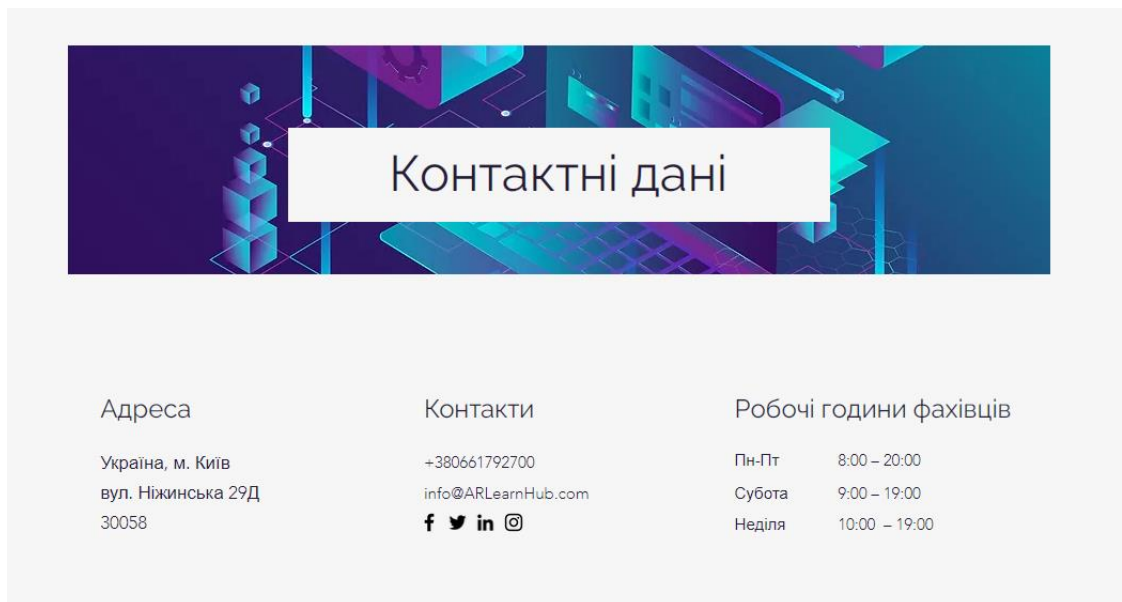 Контактні дані
Адреса
Україна, м. Київ
вул. Ніжинська 29Д
30058
Контакти
+380661792700
info@ARLearnHub.com
Робочі години фахівців
Пн-Пт 8:00 – 20:00
Субота 9:00 – 19:00
Неділя 10:00 – 19:00